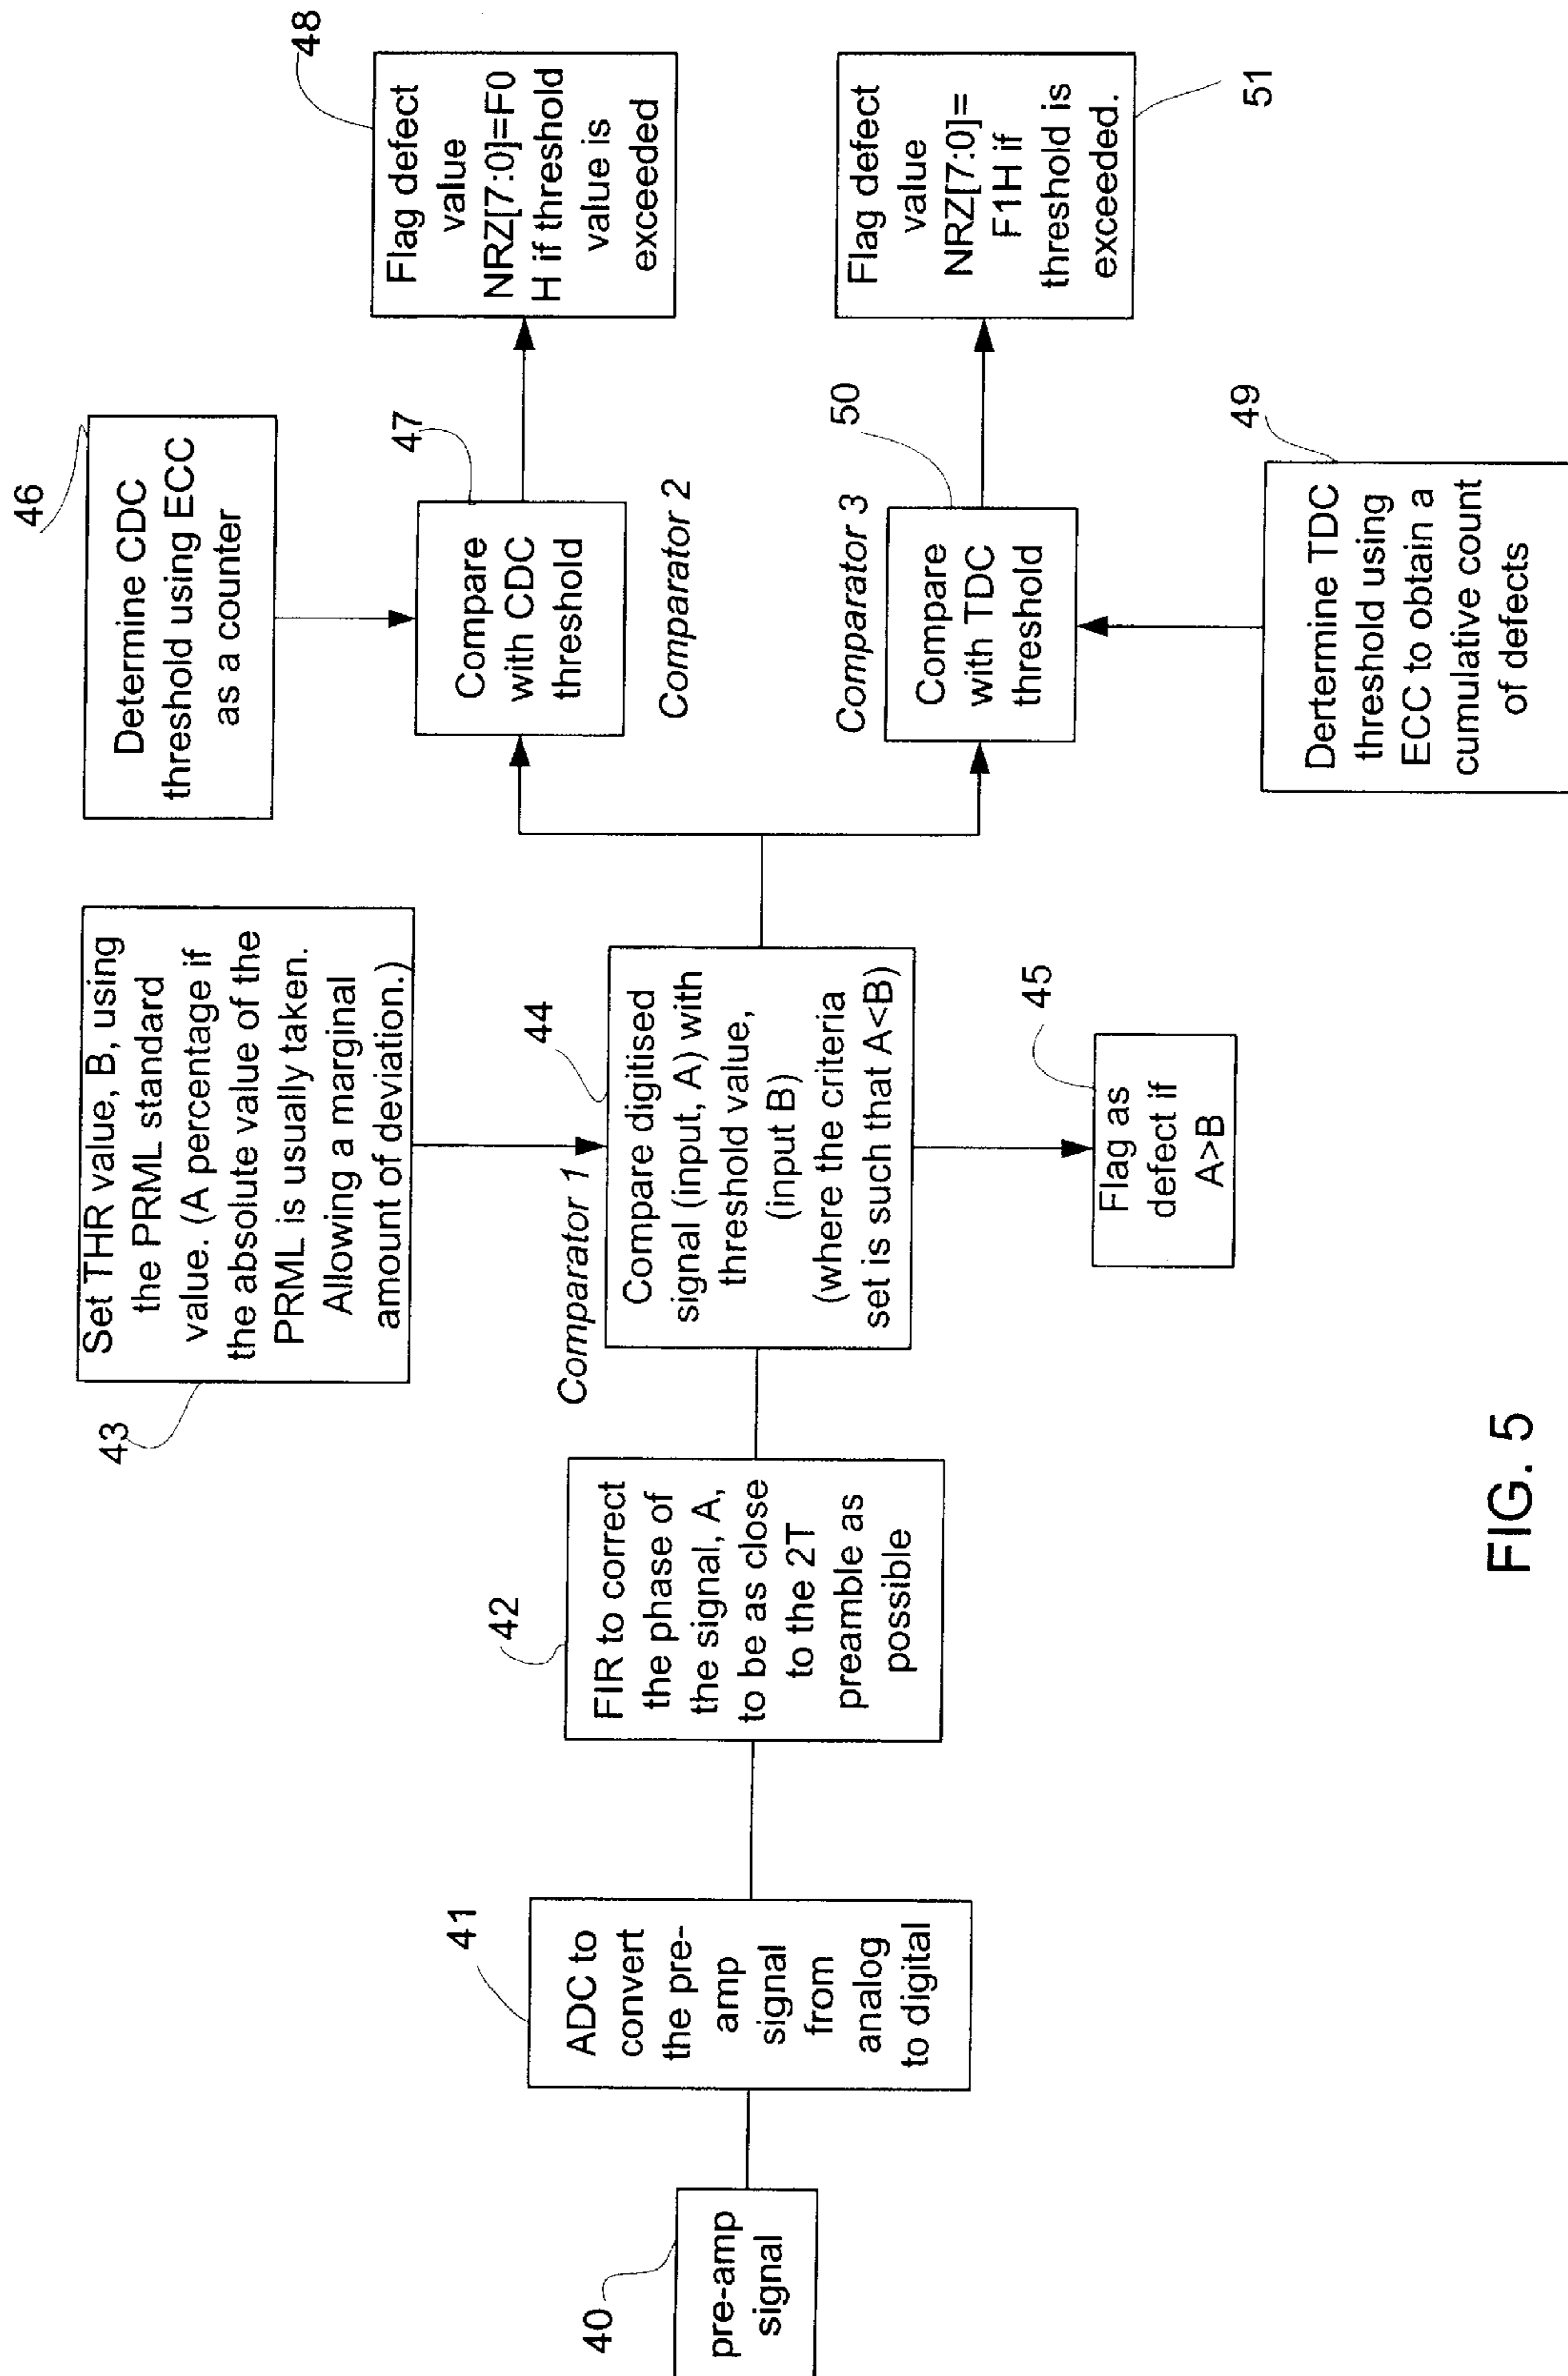 40
pre-amp
signal
41
ADC to
convert
the pre-
amp
signal
from
analog
to digital
42
FIR to correct
the phase of
the signal, A,
to be as close
to the 2T
preamble as
possible
43
Set THR value, B, using
the PRML standard
value. (A percentage if
the absolute value of the
PRML is usually taken.
Allowing a marginal
amount of deviation.)
Comparator 1
44
Compare digitised
signal (input, A) with
threshold value,
(input B)
(where the criteria
set is such that A<B)
45
Flag as
defect if
A>B
46
Determine CDC
threshold using ECC
as a counter
47
Compare
with CDC
threshold
Comparator 2
48
Flag defect
value
NRZ[7:0]=F0
H if threshold
value is
exceeded
Comparator 3
50
Compare
with TDC
threshold
49
Dertermine TDC
threshold using
ECC to obtain a
cumulative count
of defects
Flag defect
value
NRZ[7:0]=
F1H if
threshold is
exceeded.
51
FIG. 5